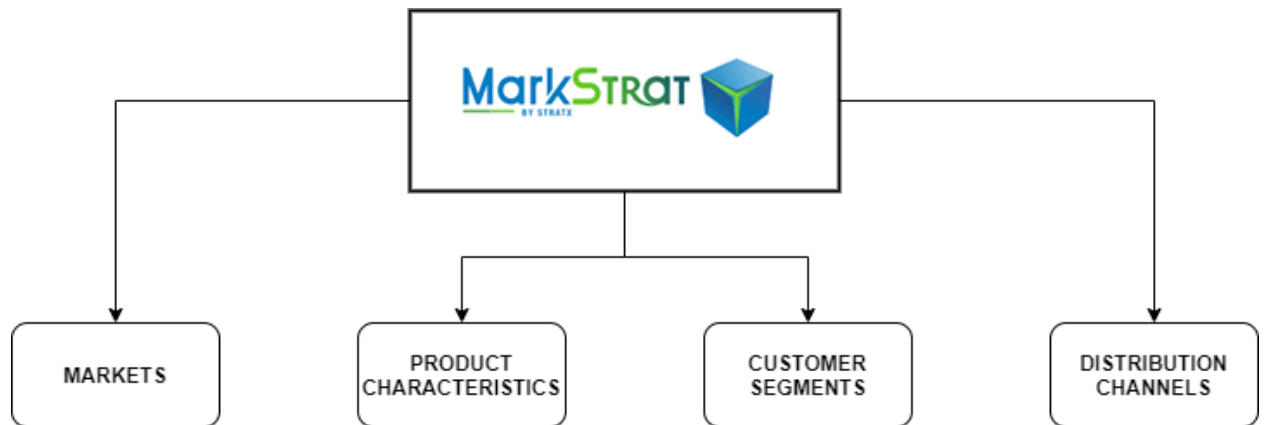 MarkStrat
BY STRATX
MARKETS
PRODUCT
CHARACTERISTICS
CUSTOMER
SEGMENTS
DISTRIBUTION
CHANNELS